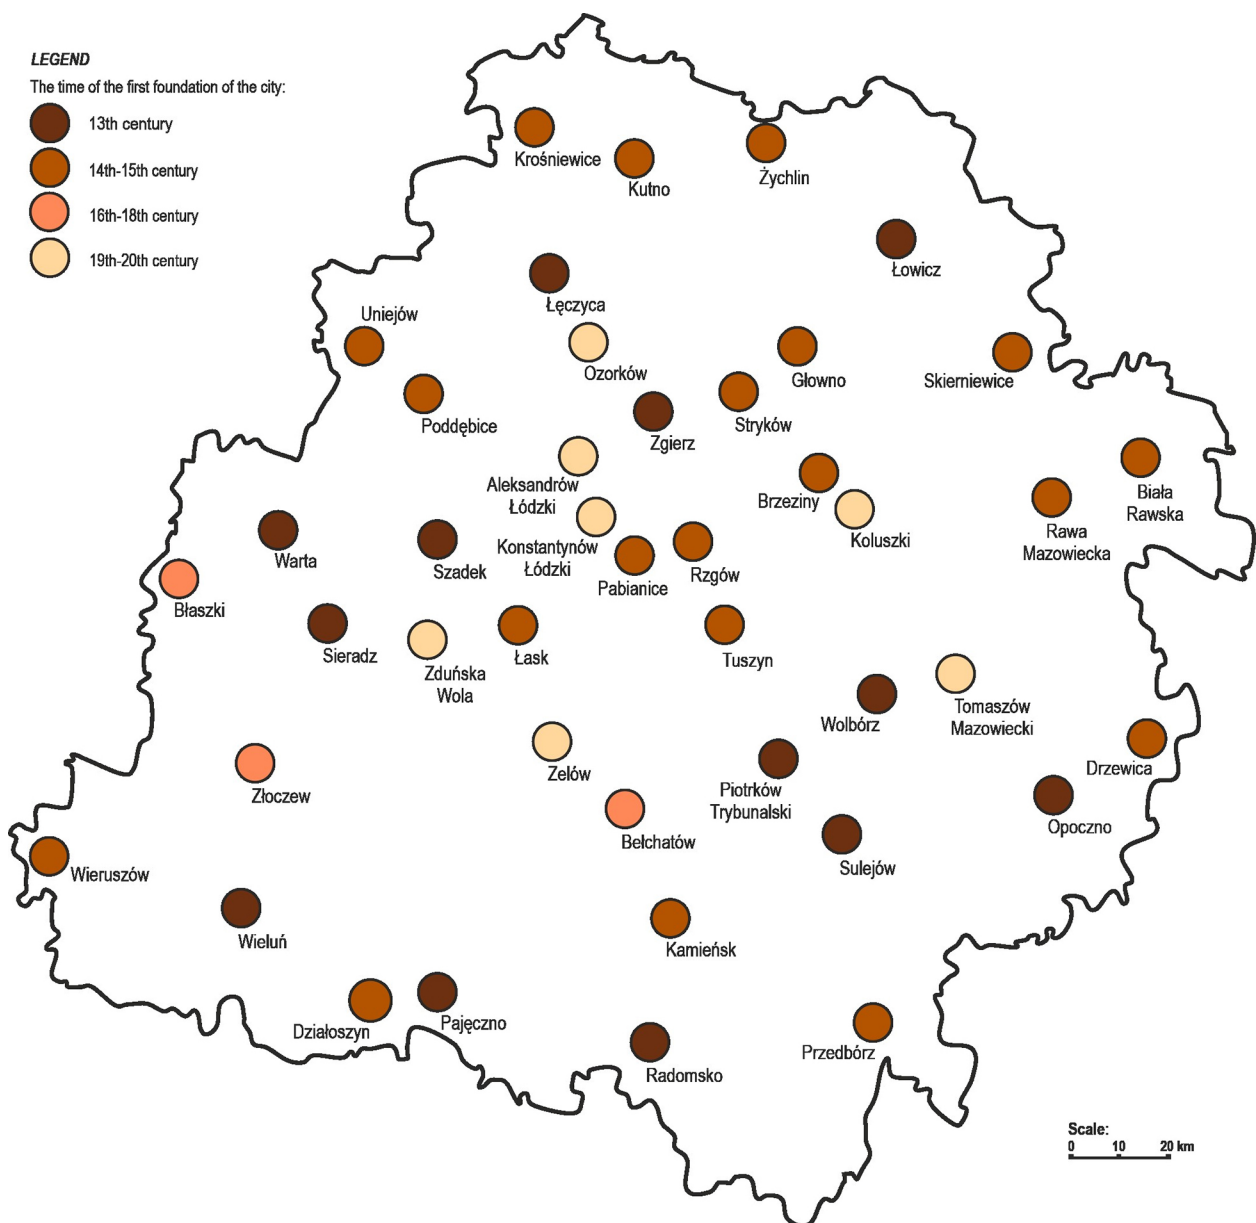 LEGEND
The time of the first foundation of the city:
13th century
14th-15th century
16th-18th century
19th-20th century
Krośniewice
Kutno
Żychlin
Łowicz
Łęczyca
Uniejów
Ozorków
Głowno
Skierniewice
Poddębice
Stryków
Zgierz
Aleksandrów
Łódzki
Brzeziny
Koluszki
Biała
Rawska
Rawa
Mazowiecka
Warta
Szadek
Konstantynów
Łódzki
Pabianice
Rzgów
Błaszki
Sieradz
Zduńska
Wola
Łask
Tuszyn
Wolbórz
Tomaszów
Mazowiecki
Złoczew
Zelów
Piotrków
Trybunalski
Drzewica
Bełchatów
Sulejów
Opoczno
Wieruszów
Wieluń
Kamieńsk
Działoszyn
Pajęczno
Radomsko
Przedbórz
Scale:
0 10 20 km